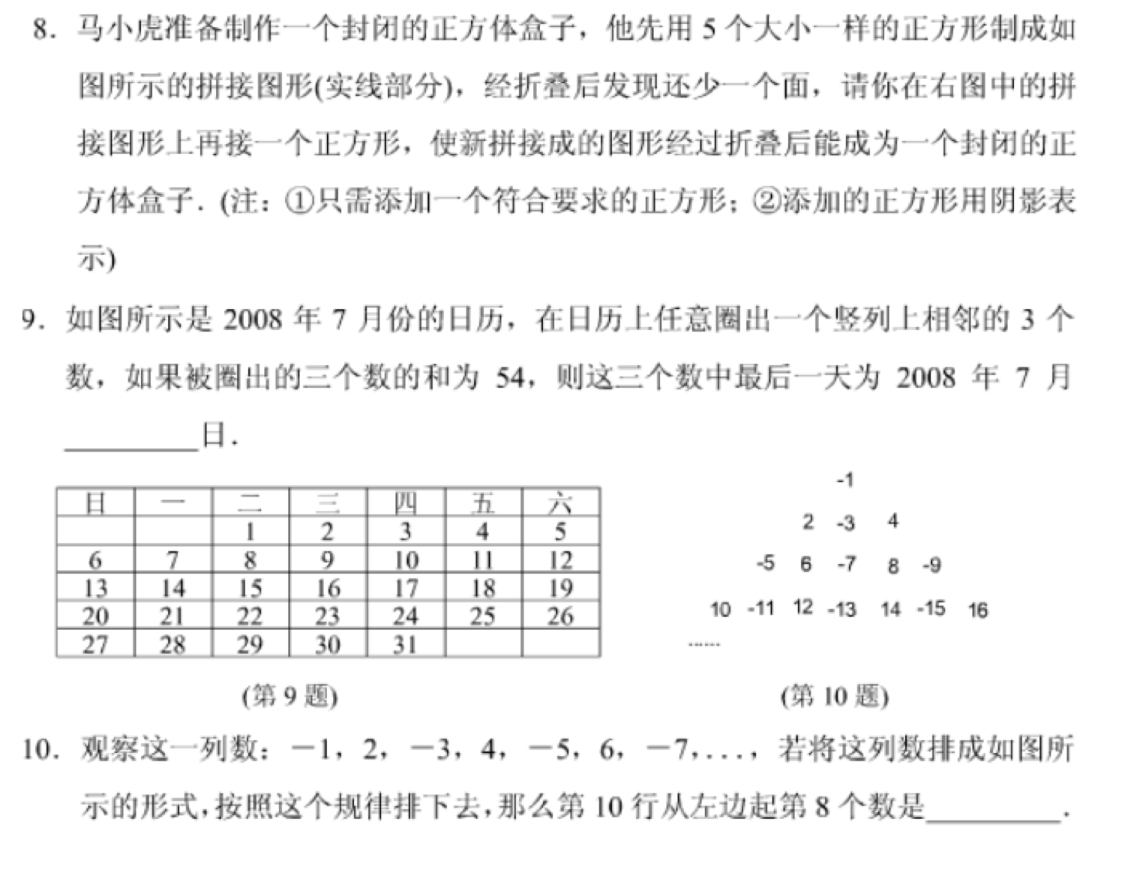 8. 马小虎准备制作一个封闭的正方体盒子，他先用 5 个大小一样的正方形制成如
图所示的拼接图形(实线部分)，经折叠后发现还少一个面，请你在右图中的拼
接图形上再接一个正方形，使新拼接成的图形经过折叠后能成为一个封闭的正
方体盒子．(注：①只需添加一个符合要求的正方形；②添加的正方形用阴影表
示)
9．如图所示是 2008 年 7 月份的日历，在日历上任意圈出一个竖列上相邻的 3 个
数，如果被圈出的三个数的和为 54，则这三个数中最后一天为 2008 年 7 月
________日．
日 一 二 三 四 五 六
1 2 3 4 5
6 7 8 9 10 11 12
13 14 15 16 17 18 19
20 21 22 23 24 25 26
27 28 29 30 31
(第 9 题)
-1
2 -3 4
-5 6 -7 8 -9
10 -11 12 -13 14 -15 16
......
(第 10 题)
10．观察这一列数：－1，2，－3，4，－5，6，－7，...，若将这列数排成如图所
示的形式，按照这个规律排下去，那么第 10 行从左边起第 8 个数是________．